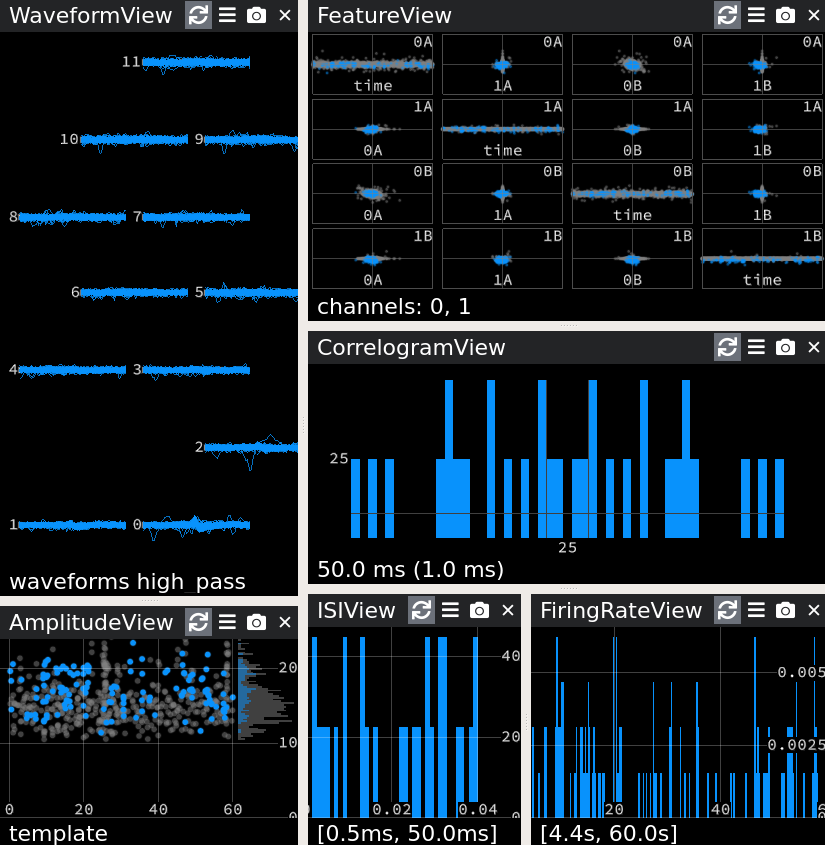 WaveformView
11
10 9
8 7
6 5
4 3
2
1 0
waveforms high_pass
FeatureView
0A 0A 0A 0A
time 1A 0B 1B
1A 1A 1A 1A
0A time 0B 1B
0B 0B 0B 0B
0A 1A time 1B
1B 1B 1B 1B
0A 1A 0B time
channels: 0, 1
CorrelogramView
25
25
50.0 ms (1.0 ms)
AmplitudeView
20
10
0 20 40 60 0
template
ISIView
40
20
0.02 0.04 0
[0.5ms, 50.0ms]
FiringRateView
0.005
0.0025
20 40
[4.4s, 60.0s]